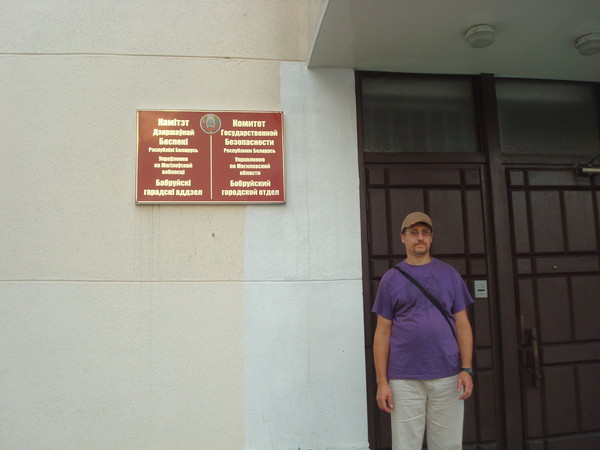 Камітэт
Дзяржаўнай
Бяспекі
Рэспублікі Беларусь
Упраўленне
па Магілеўскай
вобласці
Бабруйскі
гарадскі аддзел
Комитет
Государственной
Безопасности
Республики Беларусь
Управление
по Могилевской
области
Бобруйский
городской отдел